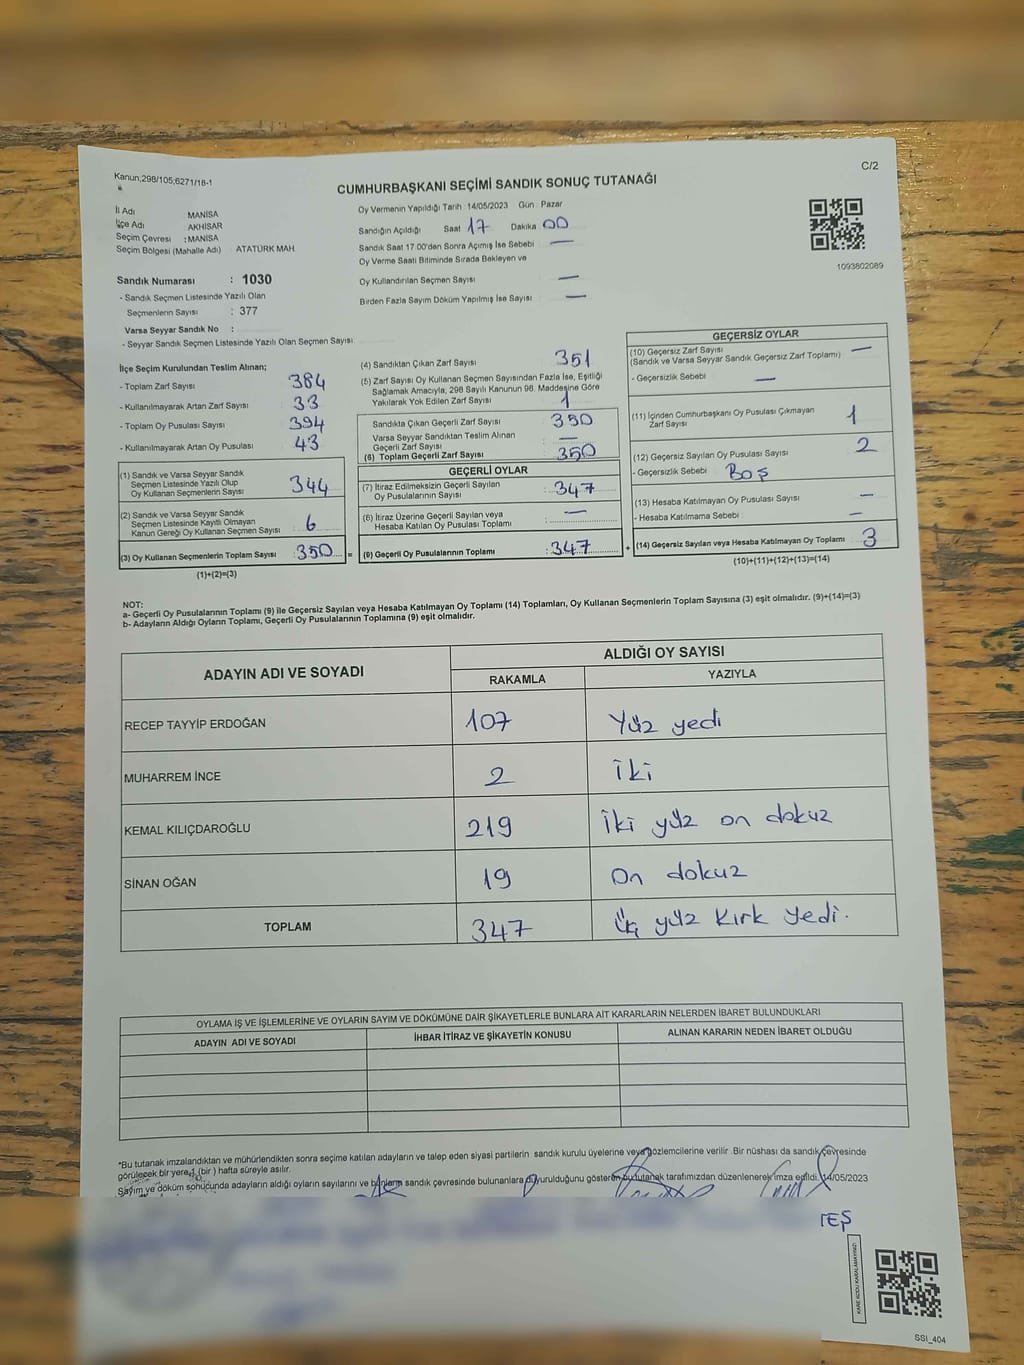 Kanun;298/105;6271/18-1
C/2
CUMHURBAŞKANI SEÇİMİ SANDIK SONUÇ TUTANAĞI
İl Adı MANİSA
İlçe Adı AKHİSAR
Seçim Çevresi : MANİSA
Seçim Bölgesi (Mahalle Adı) ATATÜRK MAH
Oy Vermenin Yapıldığı Tarih :14/05/2023 Gün : Pazar
Sandığın Açıldığı Saat 17 Dakika 00
Sandık Saat 17:00'den Sonra Açımış İse Sebebi : —
Oy Verme Saati Bitiminde Sırada Bekleyen ve
Oy Kullandırılan Seçmen Sayısı : —
Birden Fazla Sayım Döküm Yapılmış İse Sayısı : —
1093802089
Sandık Numarası : 1030
- Sandık Seçmen Listesinde Yazılı Olan
Seçmenlerin Sayısı : 377
Varsa Seyyar Sandık No :
- Seyyar Sandık Seçmen Listesinde Yazılı Olan Seçmen Sayısı
İlçe Seçim Kurulundan Teslim Alınan;
- Toplam Zarf Sayısı : 384
- Kullanılmayarak Artan Zarf Sayısı : 33
- Toplam Oy Pusulası Sayısı : 394
- Kullanılmayarak Artan Oy Pusulası : 43
(1) Sandık ve Varsa Seyyar Sandık
Seçmen Listesinde Yazılı Olup
Oy Kullanan Seçmenlerin Sayısı : 344
(2) Sandık ve Varsa Seyyar Sandık
Seçmen Listesinde Kayıtlı Olmayan
Kanun Gereği Oy Kullanan Seçmen Sayısı : 6
(3) Oy Kullanan Seçmenlerin Toplam Sayısı : 350 =
(1)+(2)=(3)
(4) Sandıktan Çıkan Zarf Sayısı : 351
(5) Zarf Sayısı Oy Kullanan Seçmen Sayısından Fazla İse, Eşitliği
Sağlamak Amacıyla; 298 Sayılı Kanunun 98. Maddesine Göre
Yakılarak Yok Edilen Zarf Sayısı : 1
Sandıkta Çıkan Geçerli Zarf Sayısı : 350
Varsa Seyyar Sandıktan Teslim Alınan
Geçerli Zarf Sayısı : —
(6) Toplam Geçerli Zarf Sayısı : 350
GEÇERLİ OYLAR
(7) İtiraz Edilmeksizin Geçerli Sayılan
Oy Pusulalarının Sayısı : 347
(8) İtiraz Üzerine Geçerli Sayılan veya
Hesaba Katılan Oy Pusulası Toplamı : —
(9) Geçerli Oy Pusulalarının Toplamı : 347 +
GEÇERSİZ OYLAR
(10) Geçersiz Zarf Sayısı : —
(Sandık ve Varsa Seyyar Sandık Geçersiz Zarf Toplamı)
- Geçersizlik Sebebi : —
(11) İçinden Cumhurbaşkanı Oy Pusulası Çıkmayan
Zarf Sayısı : 1
(12) Geçersiz Sayılan Oy Pusulası Sayısı : 2
- Geçersizlik Sebebi : Boş
(13) Hesaba Katılmayan Oy Pusulası Sayısı : —
- Hesaba Katılmama Sebebi : —
(14) Geçersiz Sayılan veya Hesaba Katılmayan Oy Toplamı : 3
(10)+(11)+(12)+(13)=(14)
NOT:
a- Geçerli Oy Pusulalarının Toplamı (9) ile Geçersiz Sayılan veya Hesaba Katılmayan Oy Toplamı (14) Toplamları, Oy Kullanan Seçmenlerin Toplam Sayısına (3) eşit olmalıdır. (9)+(14)=(3)
b- Adayların Aldığı Oyların Toplamı, Geçerli Oy Pusulalarının Toplamına (9) eşit olmalıdır.
ADAYIN ADI VE SOYADI ALDIĞI OY SAYISI
RAKAMLA YAZIYLA
RECEP TAYYİP ERDOĞAN 107 Yüz yedi
MUHARREM İNCE 2 İki
KEMAL KILIÇDAROĞLU 219 İki yüz on dokuz
SİNAN OĞAN 19 On dokuz
TOPLAM 347 Üç yüz Kırk yedi.
OYLAMA İŞ VE İŞLEMLERİNE VE OYLARIN SAYIM VE DÖKÜMÜNE DAİR ŞİKAYETLERLE BUNLARA AİT KARARLARIN NELERDEN İBARET BULUNDUKLARI
ADAYIN ADI VE SOYADI İHBAR İTİRAZ VE ŞİKAYETİN KONUSU ALINAN KARARIN NEDEN İBARET OLDUĞU
*Bu tutanak imzalandıktan ve mühürlendikten sonra seçime katılan adayların ve talep eden siyasi partilerin sandık kurulu üyelerine veya gözlemcilerine verilir .Bir nüshası da sandık çevresinde
görülecek bir yere 1 (bir ) hafta süreyle asılır.
Sayım ve döküm sonucunda adayların aldığı oyların sayılarını ve bunların sandık çevresinde bulunanlara duyurulduğunu gösteren bu tutanak tarafımızdan düzenlenerek imza edildi. 14/05/2023
TEŞ
KARE KODU KARALAMAYINIZ!
SSI_404